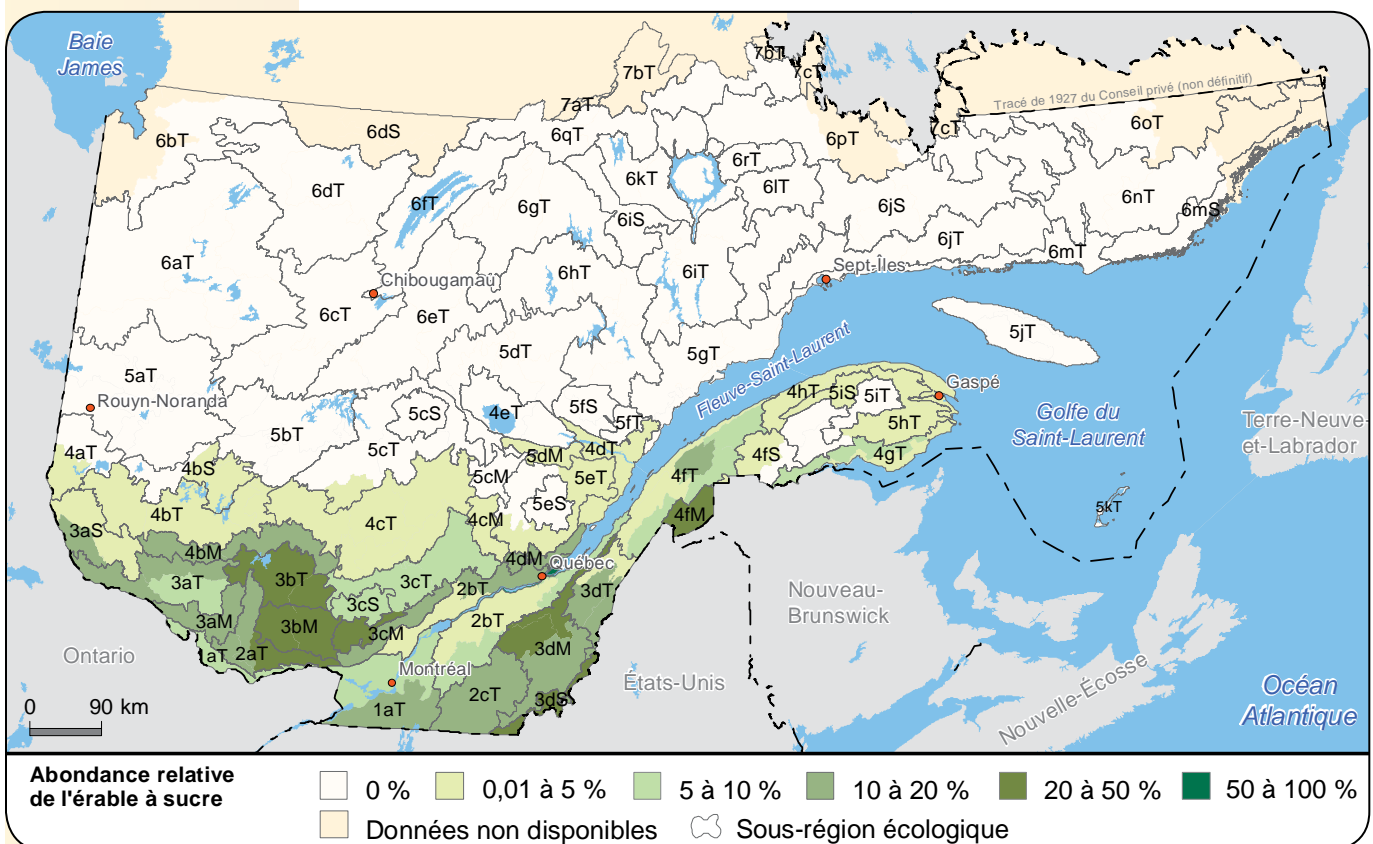 Baie
James
7bT
7bT
7cT
7aT
Tracé de 1927 du Conseil privé (non définitif)
6bT
6dS
6qT
6pT
7cT
6oT
6dT
6fT
6kT
6rT
6lT
6gT
6iS
6jS
6nT
6mS
6aT
6hT
6iT
6jT
6mT
Sept-Îles
Chibougamau
6cT
6eT
5jT
5dT
5gT
5aT
Fleuve-Saint-Laurent
Rouyn-Noranda
5cS
4eT
5fS
5fT
4hT
5iS
5iT
Gaspé
Golfe du
Saint-Laurent
Terre-Neuve-
et-Labrador
5bT
5cT
5hT
4aT
4bS
5dM
4dT
4fS
4gT
5cM
5eT
4fT
5eS
5kT
4bT
4cT
4cM
4fM
3aS
4bM
4dM
Québec
3aT
3bT
3cT
2bT
3dT
Nouveau-
Brunswick
3cS
3aM
3bM
3cM
2bT
3dM
Ontario
1aT
2aT
Montréal
États-Unis
2cT
3dS
1aT
Nouvelle-Écosse
Océan
Atlantique
0 90 km
Abondance relative
de l'érable à sucre
0 % 0,01 à 5 % 5 à 10 % 10 à 20 % 20 à 50 % 50 à 100 %
Données non disponibles Sous-région écologique